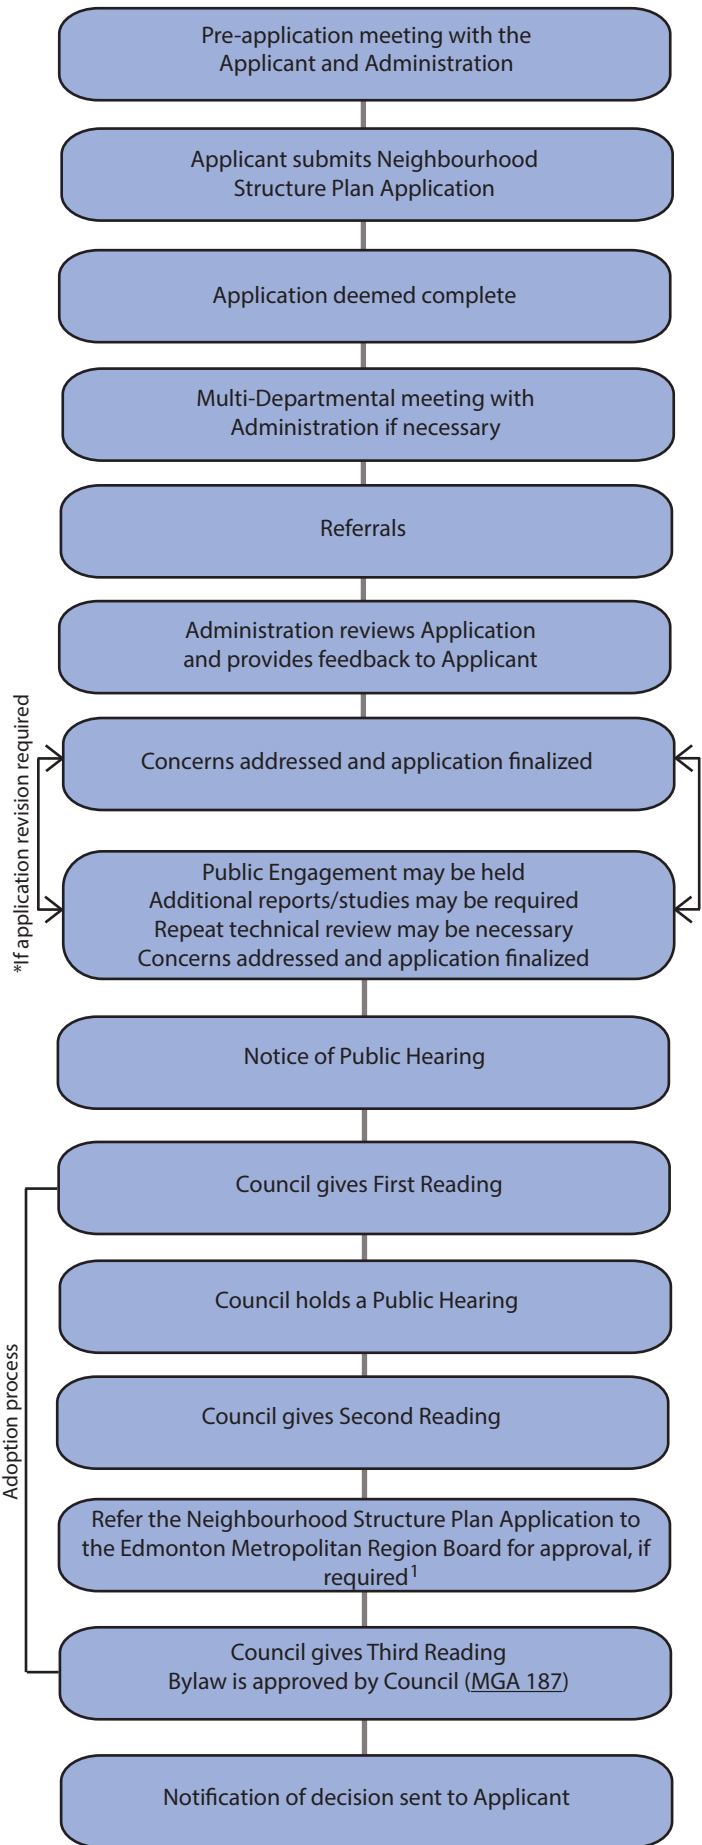 Pre-application meeting with the
Applicant and Administration
Applicant submits Neighbourhood
Structure Plan Application
Application deemed complete
Multi-Departmental meeting with
Administration if necessary
Referrals
Administration reviews Application
and provides feedback to Applicant
*If application revision required
Concerns addressed and application finalized
Public Engagement may be held
Additional reports/studies may be required
Repeat technical review may be necessary
Concerns addressed and application finalized
Notice of Public Hearing
Adoption process
Council gives First Reading
Council holds a Public Hearing
Council gives Second Reading
Refer the Neighbourhood Structure Plan Application to
the Edmonton Metropolitan Region Board for approval, if
required¹
Council gives Third Reading
Bylaw is approved by Council (MGA 187)
Notification of decision sent to Applicant